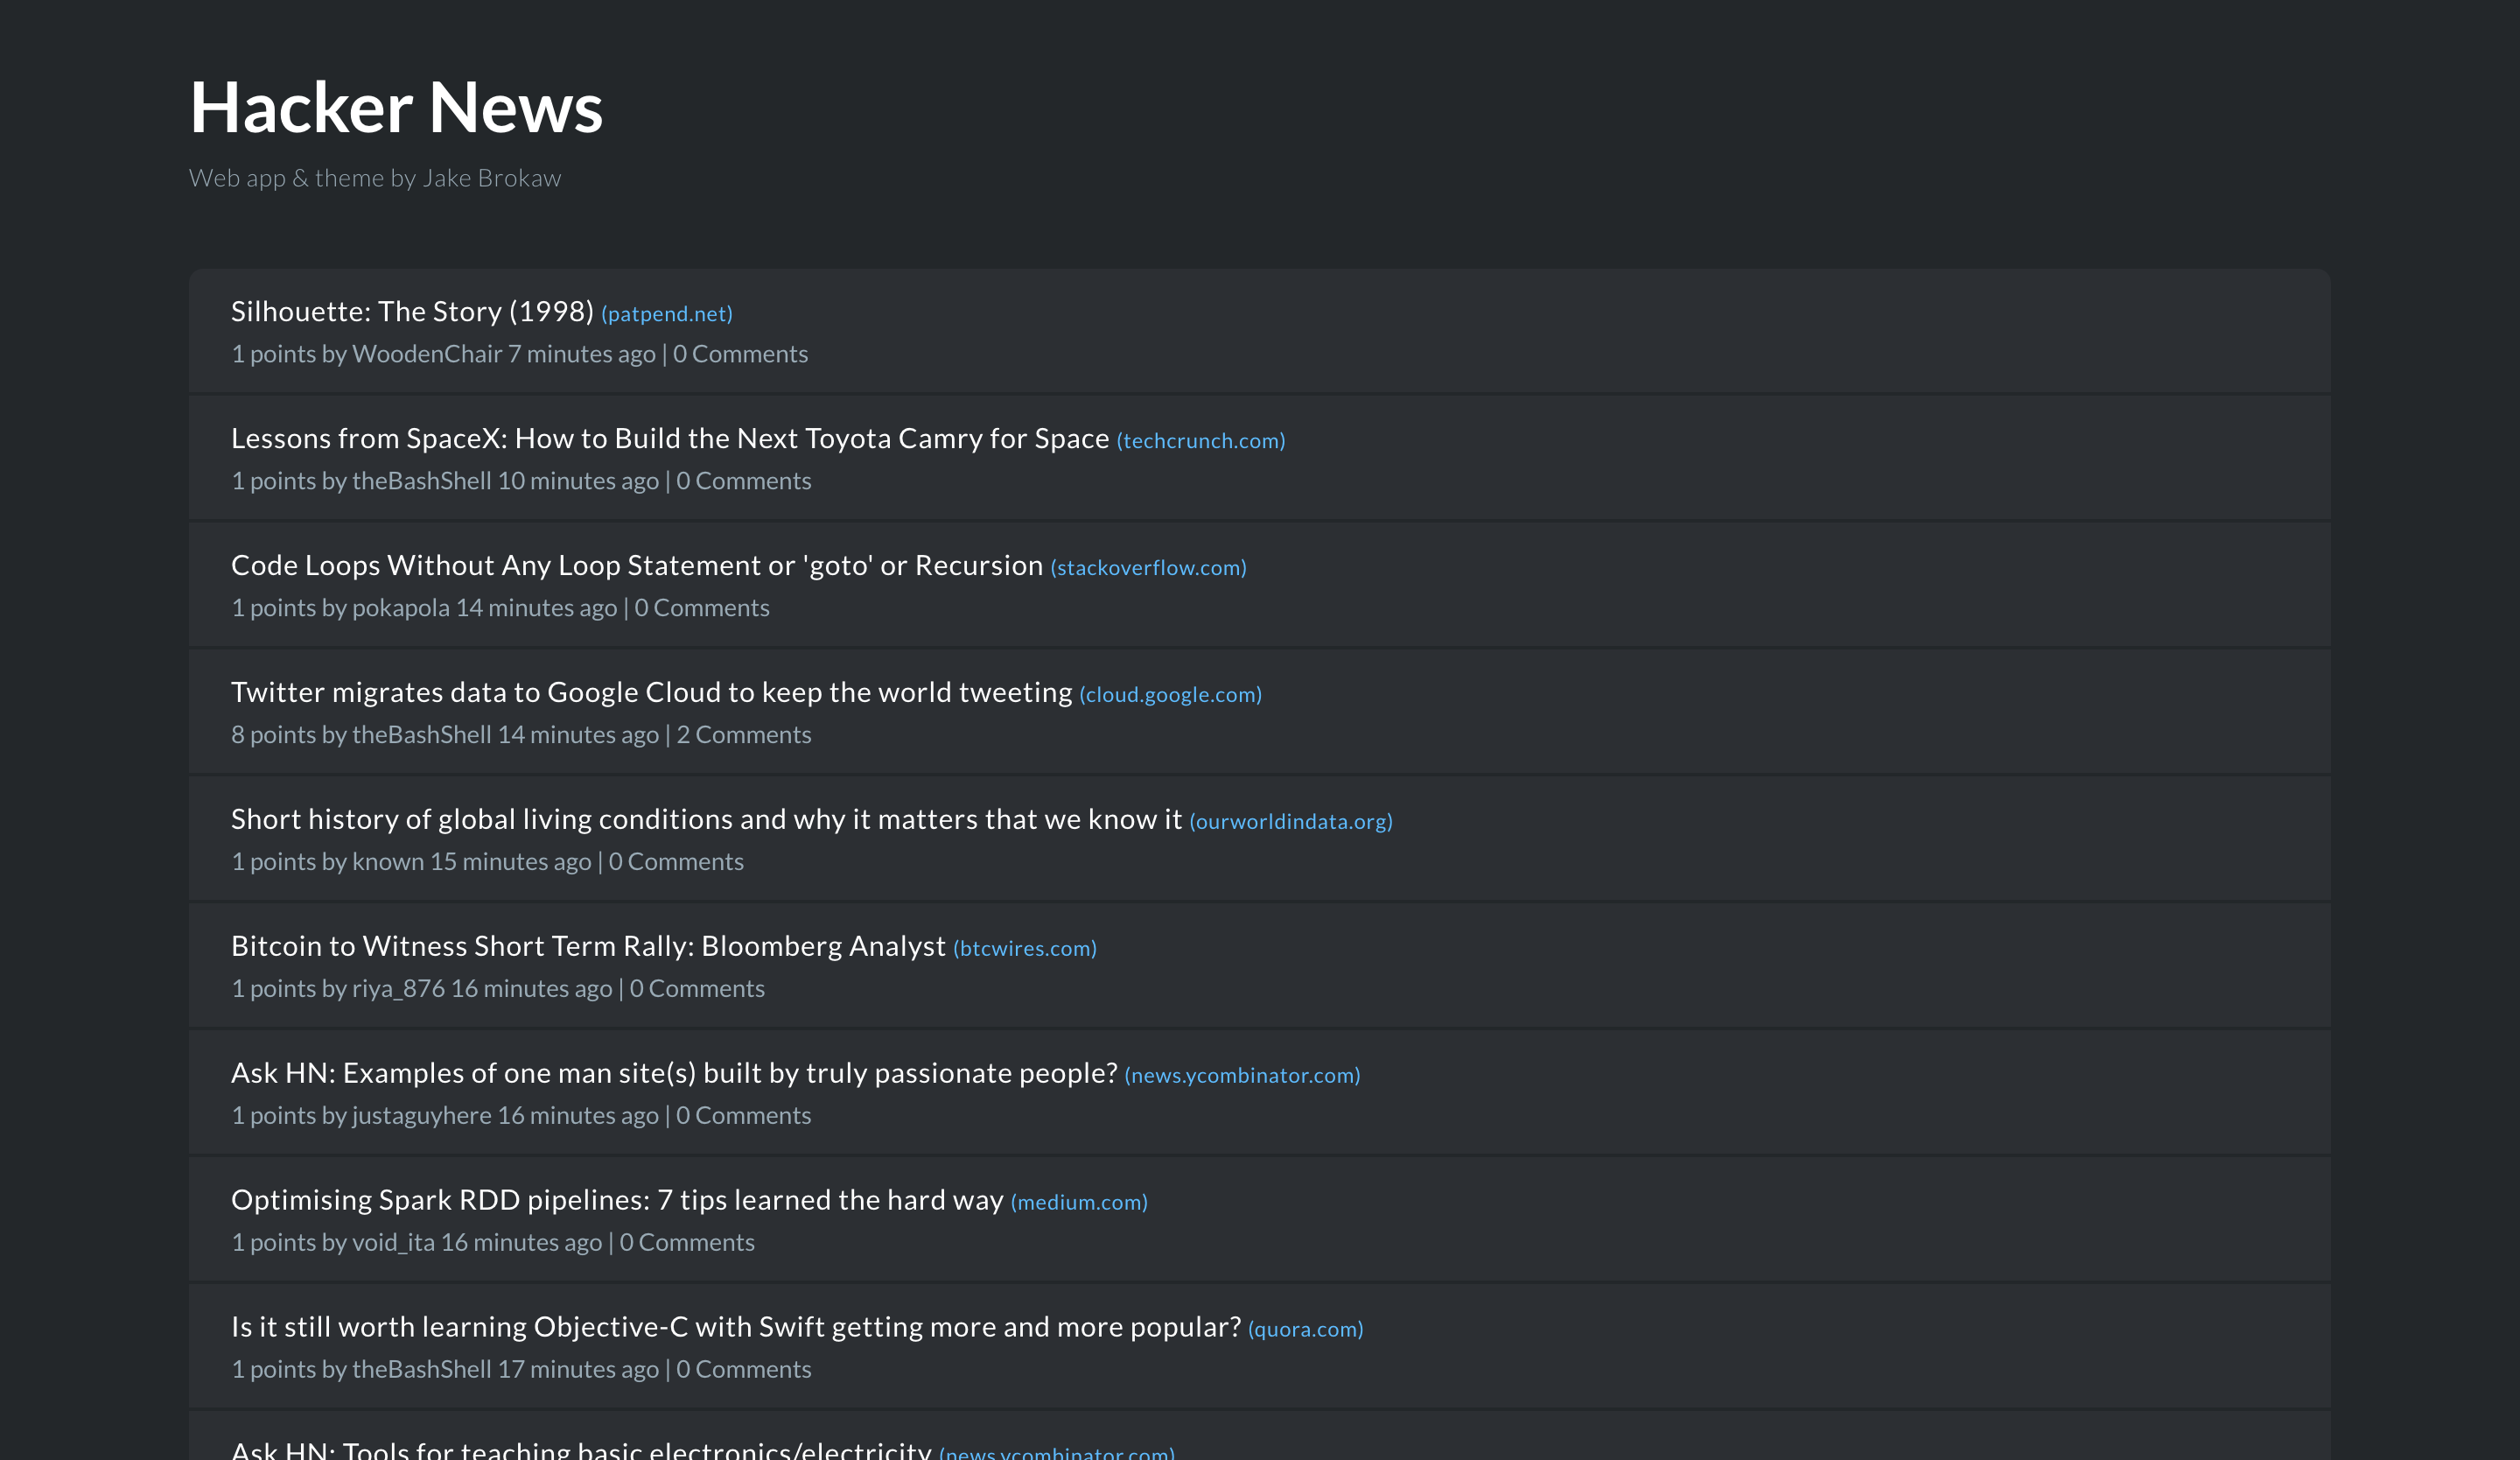 Hacker News
Web app & theme by Jake Brokaw
Silhouette: The Story (1998) (patpend.net)
1 points by WoodenChair 7 minutes ago | 0 Comments
Lessons from SpaceX: How to Build the Next Toyota Camry for Space (techcrunch.com)
1 points by theBashShell 10 minutes ago | 0 Comments
Code Loops Without Any Loop Statement or 'goto' or Recursion (stackoverflow.com)
1 points by pokapola 14 minutes ago | 0 Comments
Twitter migrates data to Google Cloud to keep the world tweeting (cloud.google.com)
8 points by theBashShell 14 minutes ago | 2 Comments
Short history of global living conditions and why it matters that we know it (ourworldindata.org)
1 points by known 15 minutes ago | 0 Comments
Bitcoin to Witness Short Term Rally: Bloomberg Analyst (btcwires.com)
1 points by riya_876 16 minutes ago | 0 Comments
Ask HN: Examples of one man site(s) built by truly passionate people? (news.ycombinator.com)
1 points by justaguyhere 16 minutes ago | 0 Comments
Optimising Spark RDD pipelines: 7 tips learned the hard way (medium.com)
1 points by void_ita 16 minutes ago | 0 Comments
Is it still worth learning Objective-C with Swift getting more and more popular? (quora.com)
1 points by theBashShell 17 minutes ago | 0 Comments
Ask HN: Tools for teaching basic electronics/electricity (news.ycombinator.com)